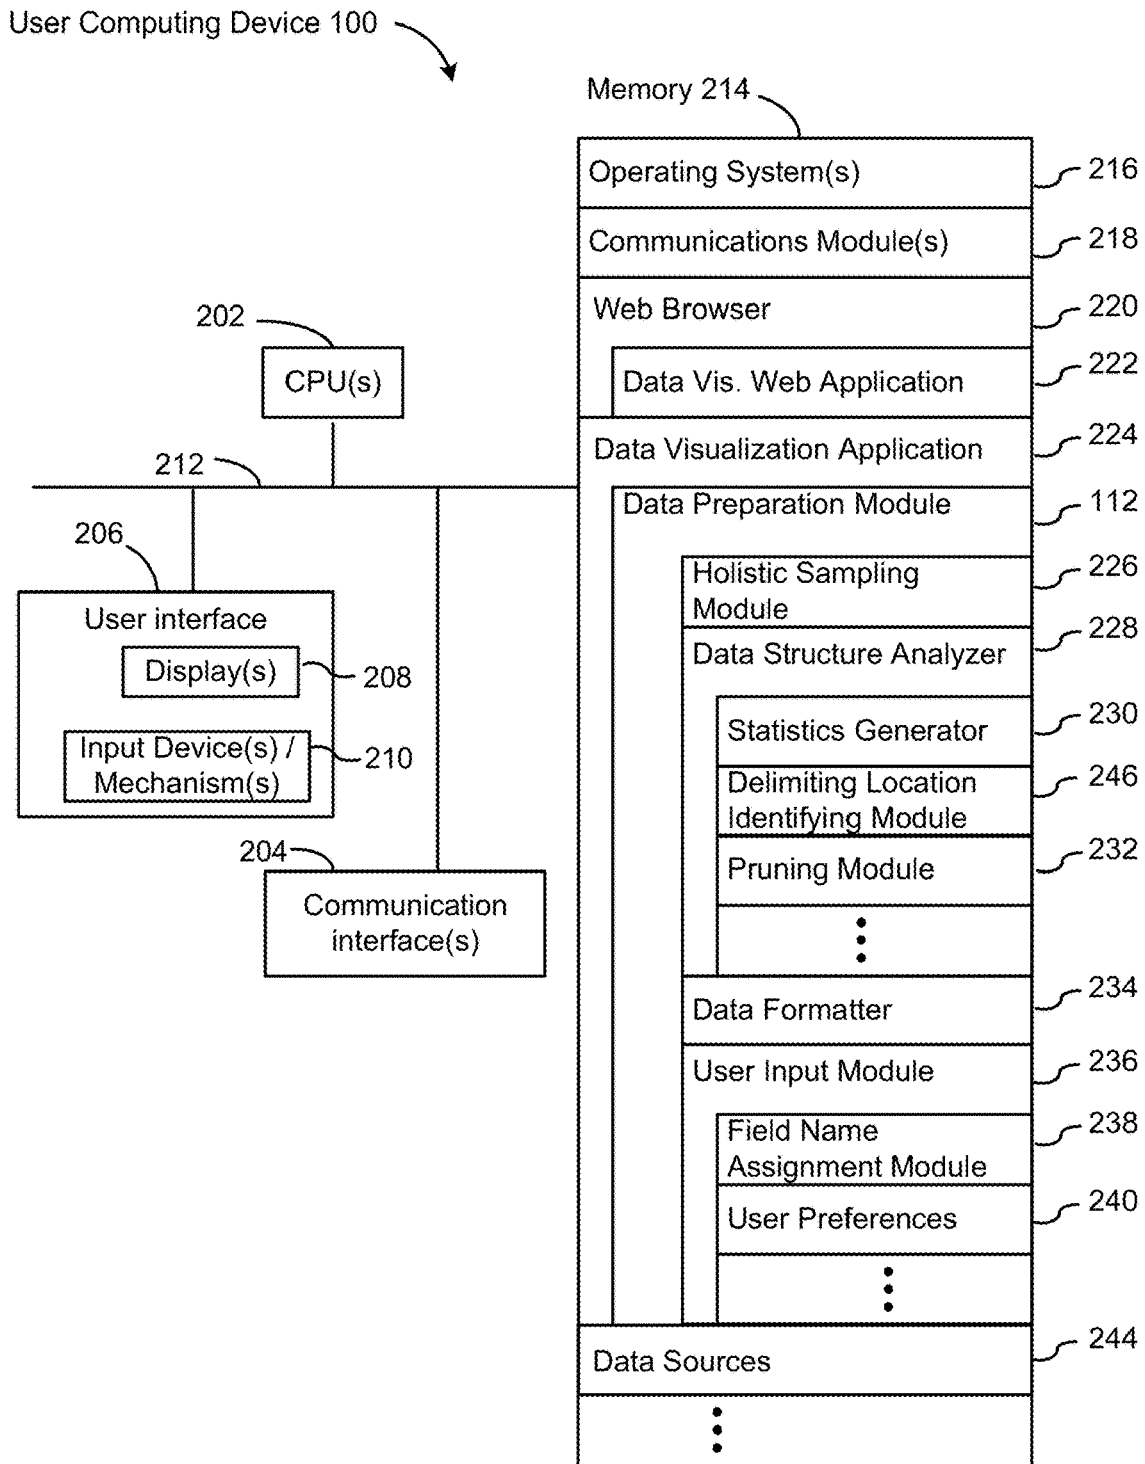 User Computing Device 100
Memory 214
Operating System(s)
216
Communications Module(s)
218
Web Browser
220
Data Vis. Web Application
222
Data Visualization Application
224
Data Preparation Module
112
Holistic Sampling
Module
226
Data Structure Analyzer
228
Statistics Generator
230
Delimiting Location
Identifying Module
246
Pruning Module
232
Data Formatter
234
User Input Module
236
Field Name
Assignment Module
238
User Preferences
240
Data Sources
244
202
CPU(s)
212
206
User interface
Display(s)
208
Input Device(s) /
Mechanism(s)
210
204
Communication
interface(s)